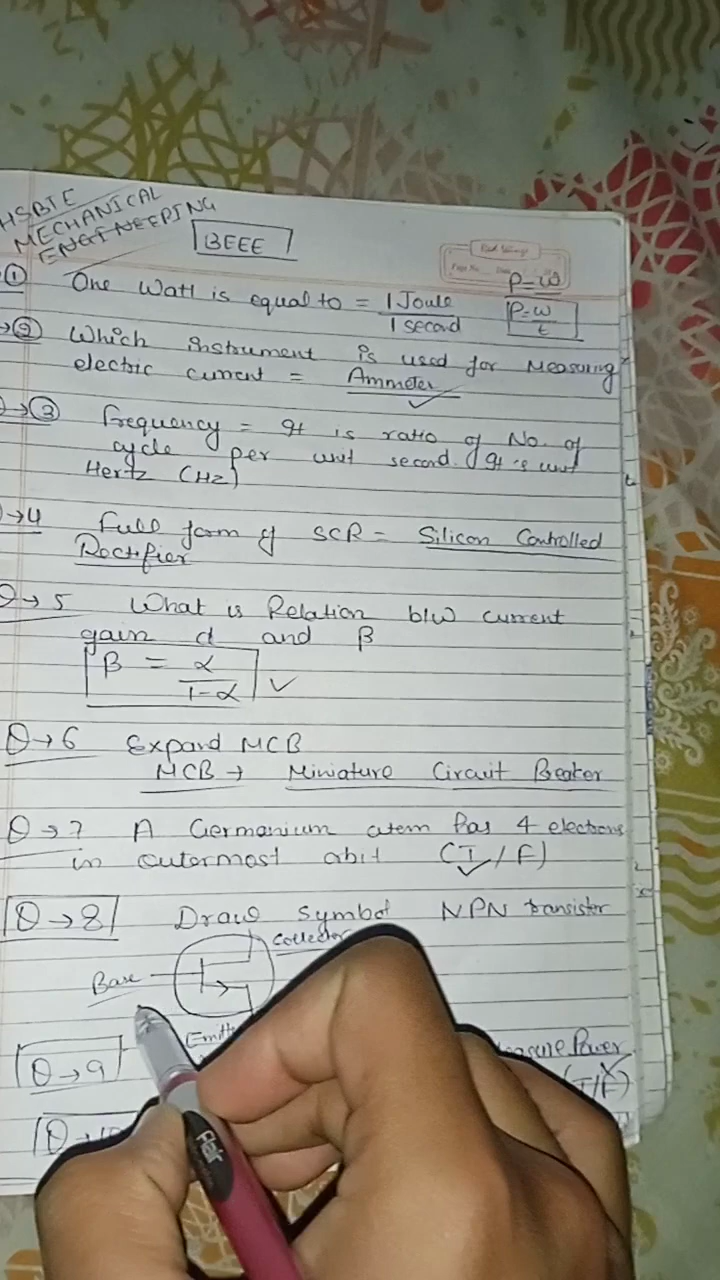 HSBTE
MECHANICAL
ENGINEERING
BEEE
① One Watt is equal to = 1 Joule / 1 second
P=W
P=W/t
→② Which instrument is used for Measuring
electric current = Ammeter
→③ Frequency = It is ratio of No. of
cycle per unit second. It's unit
Hertz (Hz)
→4 Full form of SCR = Silicon Controlled
Rectifier
Q→5 What is Relation b/w current
gain α and β
β = α / 1-α
Q→6 Expand MCB
MCB → Miniature Circuit Breaker
Q→7 A Germanium atom has 4 electrons
in outermost orbit (T/F)
Q→8 Draw symbol NPN transistor
Collector
Base
Emitte
Q→9 Power
(T/F)
Flair